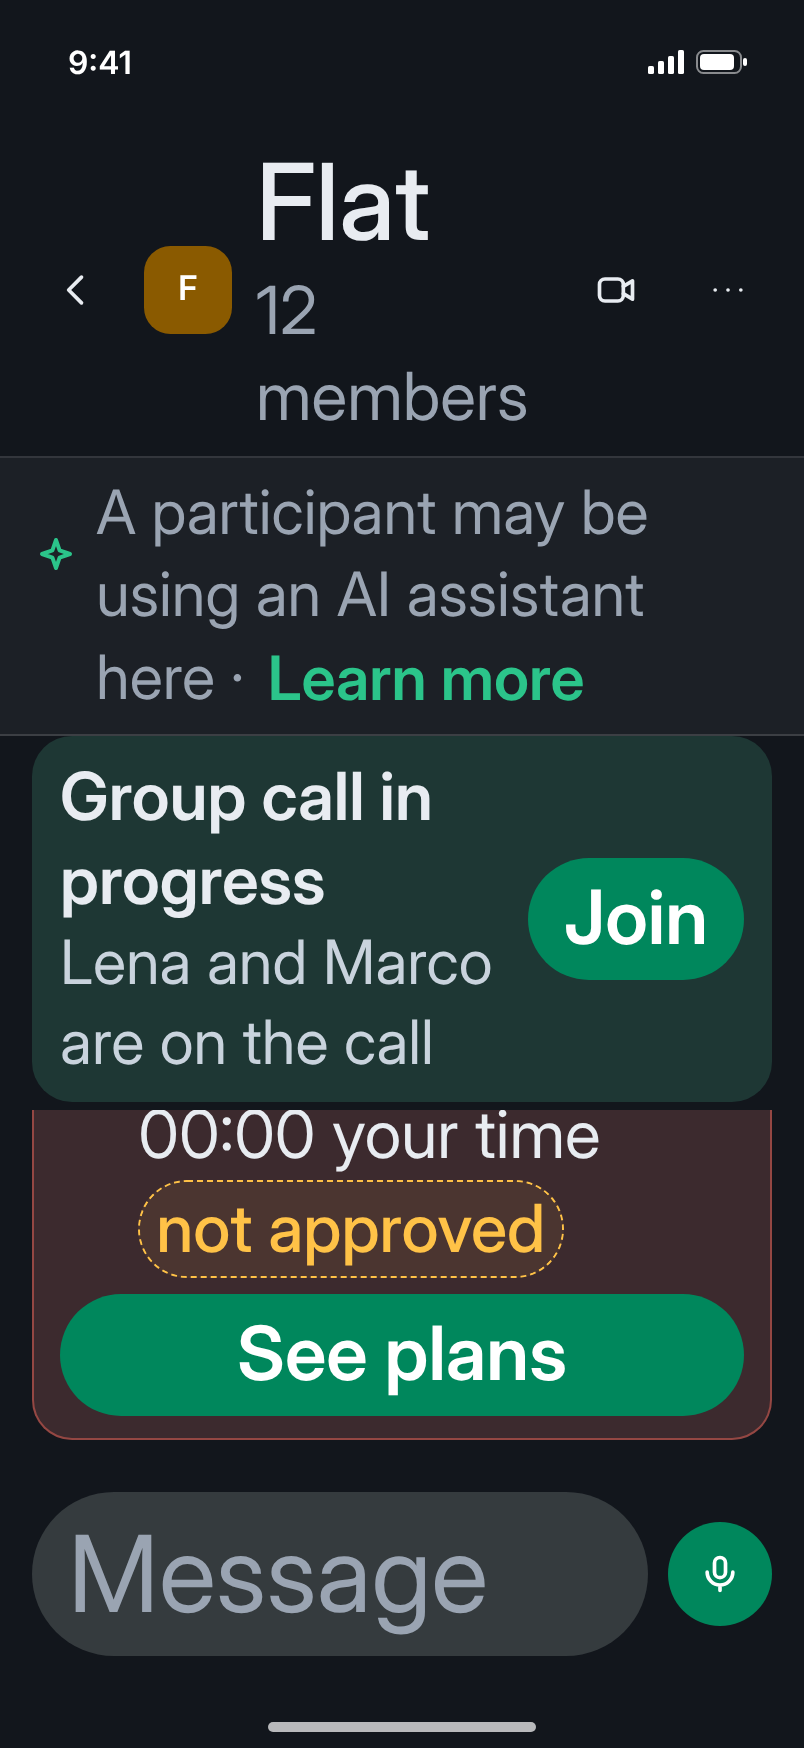 9:41
Flat
F
12
members
A participant may be
using an AI assistant
here · Learn more
Group call in
progress
Lena and Marco
are on the call
Join
00:00 your time
not approved
See plans
Message